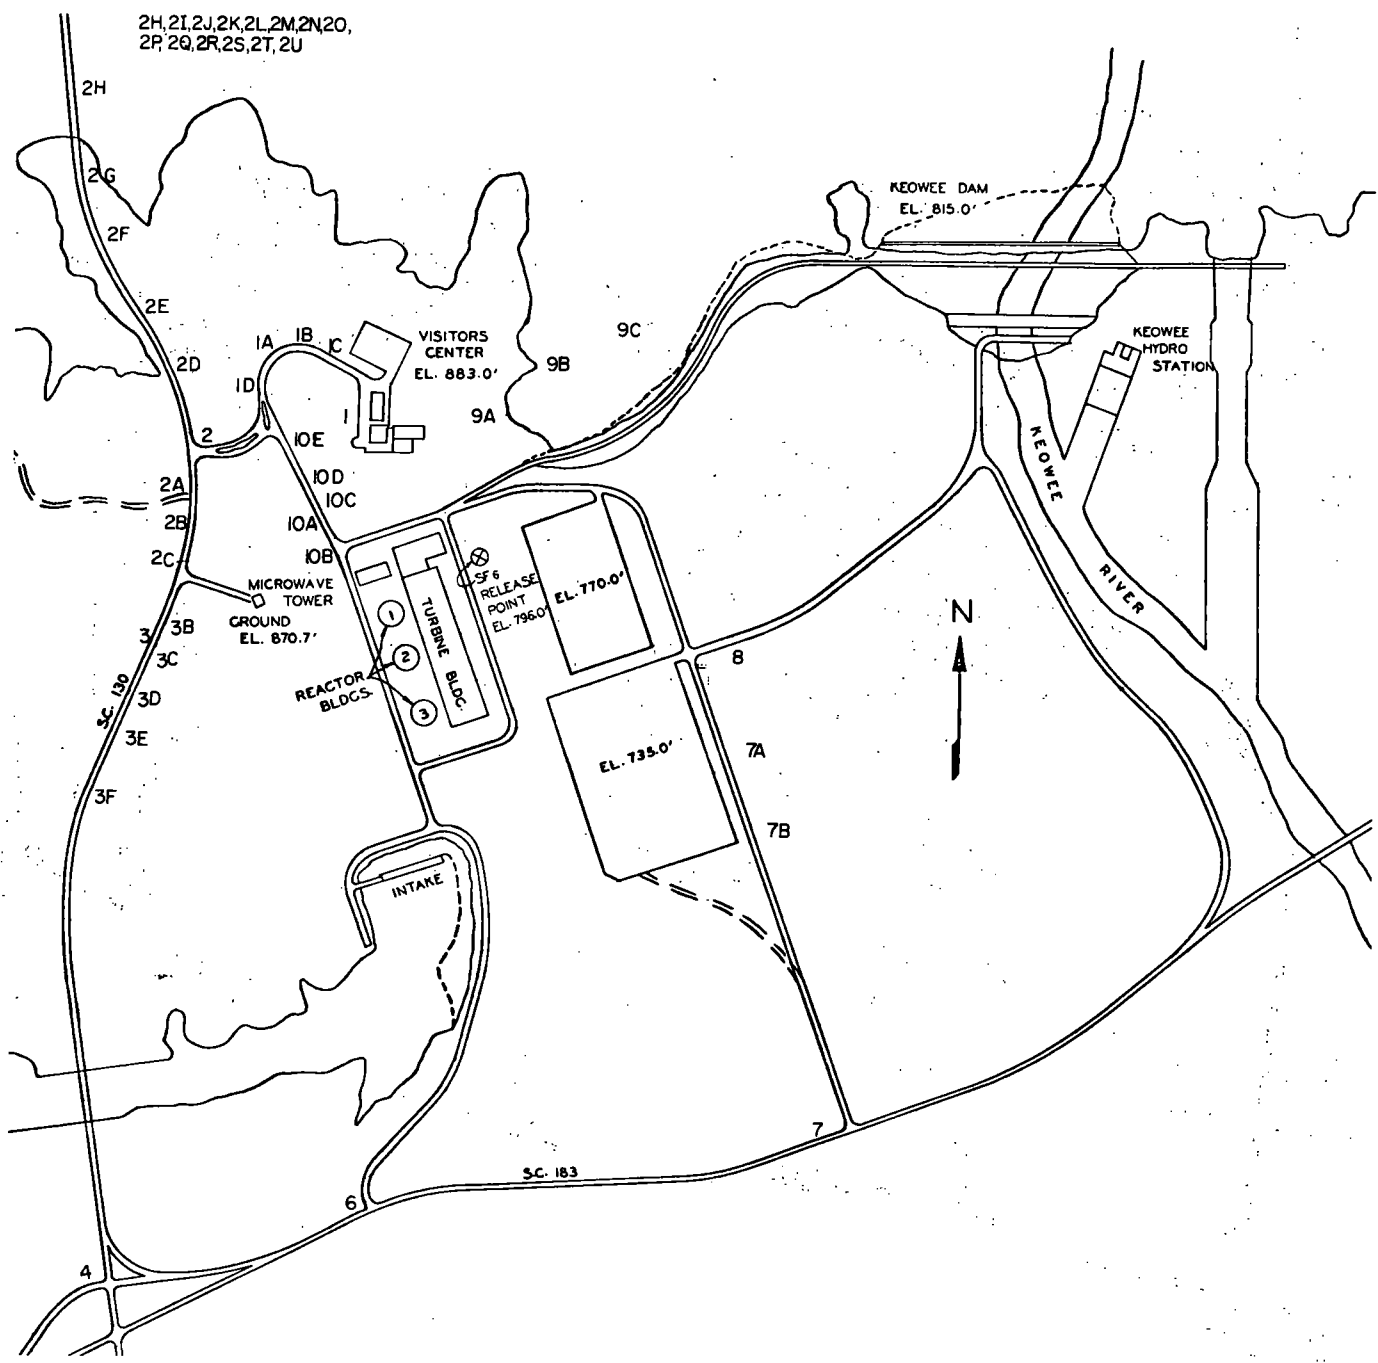 2H,2I,2J,2K,2L,2M,2N,2O,
2P,2Q,2R,2S,2T,2U
2H
2G
2F
2E
2D
KEOWEE DAM
EL. 815.0'
9C
9B
9A
1A
1B
1C
1D
1
VISITORS
CENTER
EL. 883.0'
KEOWEE
HYDRO
STATION
2
10E
10D
10C
10A
10B
2A
2B
2C
KEOWEE
RIVER
MICROWAVE
TOWER
GROUND
EL. 870.7'
SF6
RELEASE
POINT
EL. 796.0'
EL. 770.0'
TURBINE BLDG.
1
2
3
REACTOR
BLDGS.
N
3
3B
3C
3D
3E
3F
S.C. 130
8
EL. 735.0'
7A
7B
INTAKE
7
S.C. 183
6
4